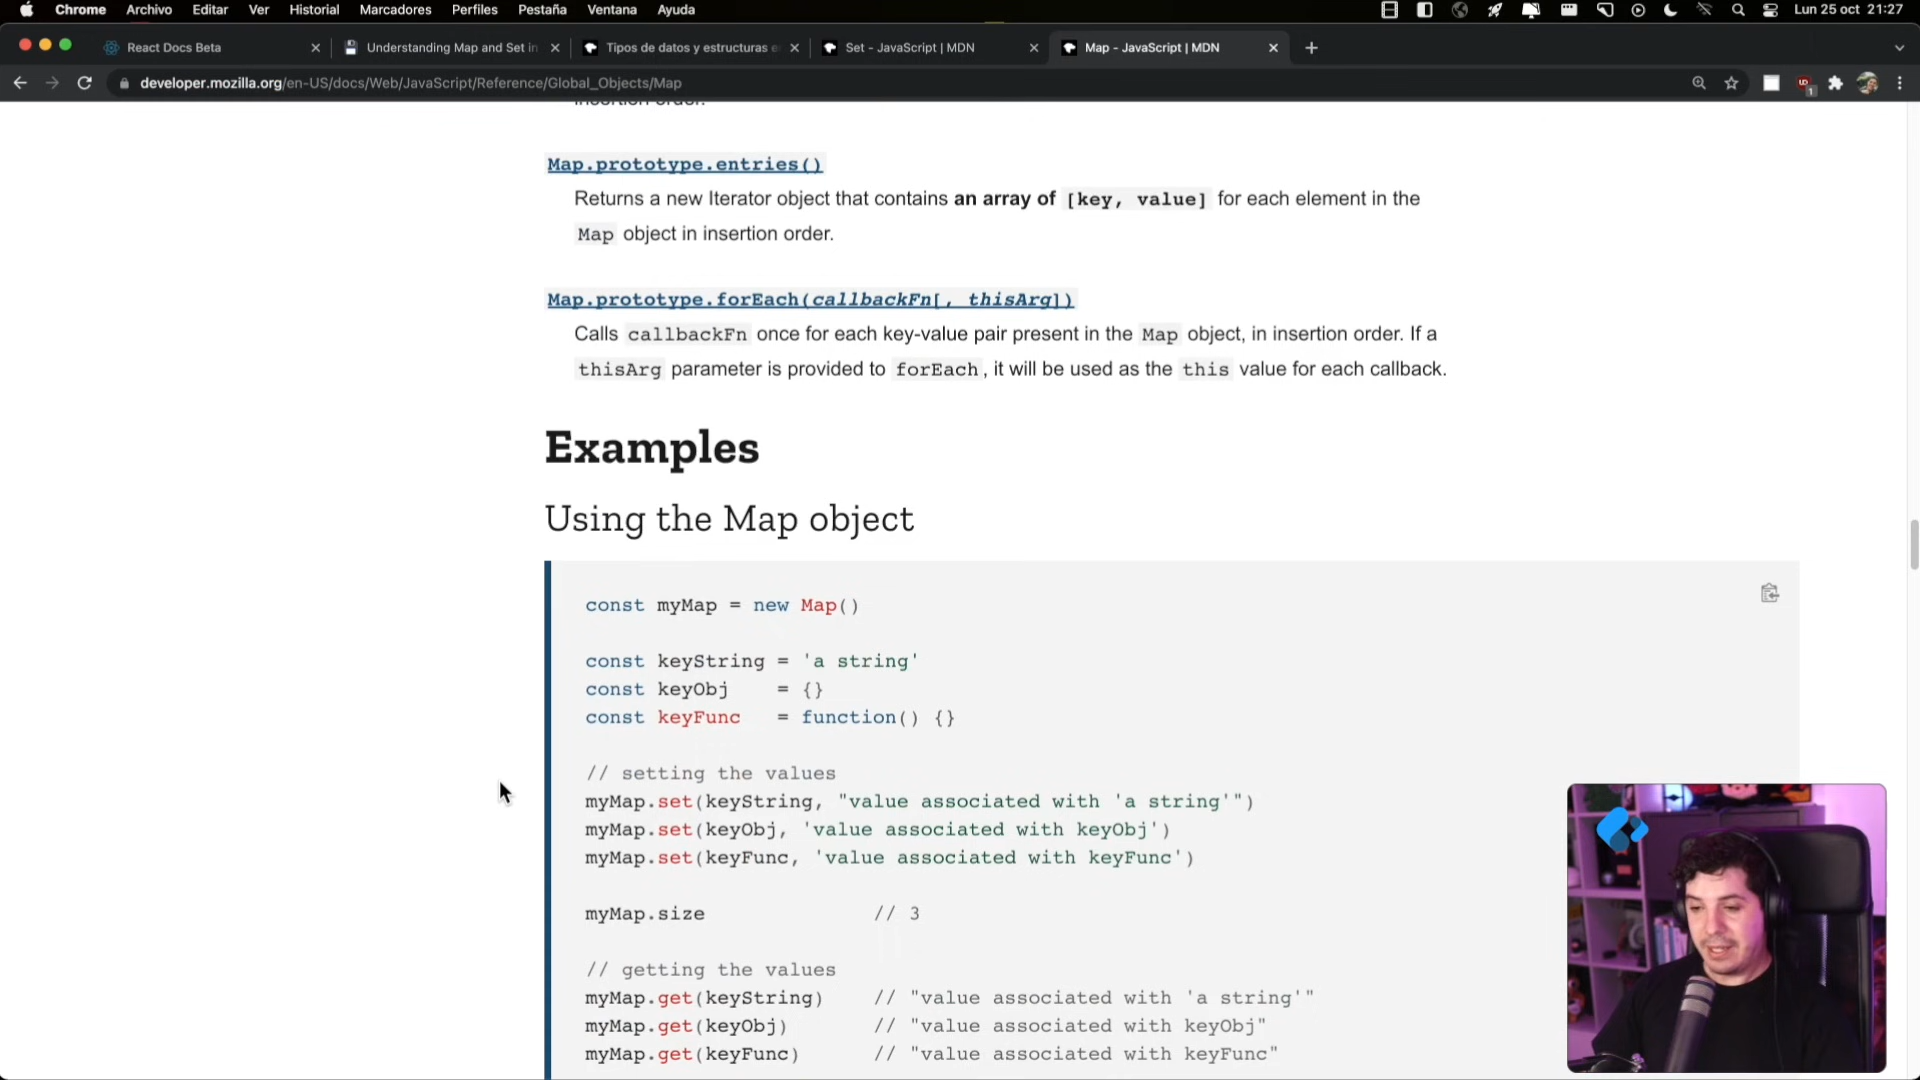 Chrome Archivo Editar Ver Historial Marcadores Perfiles Pestaña Ventana Ayuda Lun 25 oct 21:27
React Docs Beta Understanding Map and Set in Tipos de datos y estructuras Set - JavaScript | MDN Map - JavaScript | MDN
developer.mozilla.org/en-US/docs/Web/JavaScript/Reference/Global_Objects/Map
insertion order.
Map.prototype.entries()
Returns a new Iterator object that contains an array of [key, value] for each element in the
Map object in insertion order.
Map.prototype.forEach(callbackFn[, thisArg])
Calls callbackFn once for each key-value pair present in the Map object, in insertion order. If a
thisArg parameter is provided to forEach, it will be used as the this value for each callback.
Examples
Using the Map object
const myMap = new Map()
const keyString = 'a string'
const keyObj = {}
const keyFunc = function() {}
// setting the values
myMap.set(keyString, "value associated with 'a string'")
myMap.set(keyObj, 'value associated with keyObj')
myMap.set(keyFunc, 'value associated with keyFunc')
myMap.size // 3
// getting the values
myMap.get(keyString) // "value associated with 'a string'"
myMap.get(keyObj) // "value associated with keyObj"
myMap.get(keyFunc) // "value associated with keyFunc"